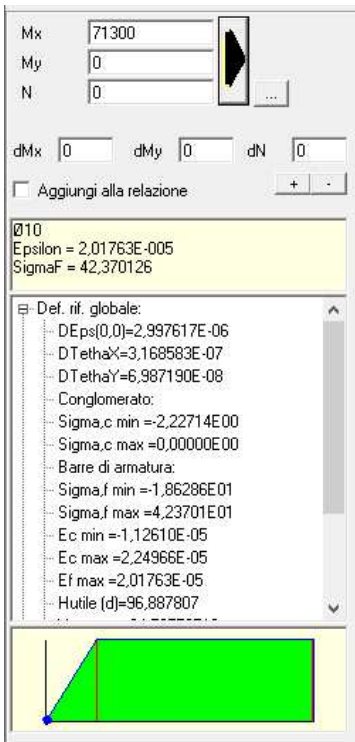 Mx 71300
My 0
N 0
...
dMx 0 dMy 0 dN 0
Aggiungi alla relazione + -
Ø10
Epsilon = 2,01763E-005
SigmaF = 42,370126
Def. rif. globale:
DEps(0,0)=2,997617E-06
DTethaX=3,168583E-07
DTethaY=6,987190E-08
Conglomerato:
Sigma,c min =-2,22714E00
Sigma,c max =0,00000E00
Barre di armatura:
Sigma,f min =-1,86286E01
Sigma,f max =4,23701E01
Ec min =-1,12610E-05
Ec max =2,24966E-05
Ef max =2,01763E-05
Hutile (d)=96,887807